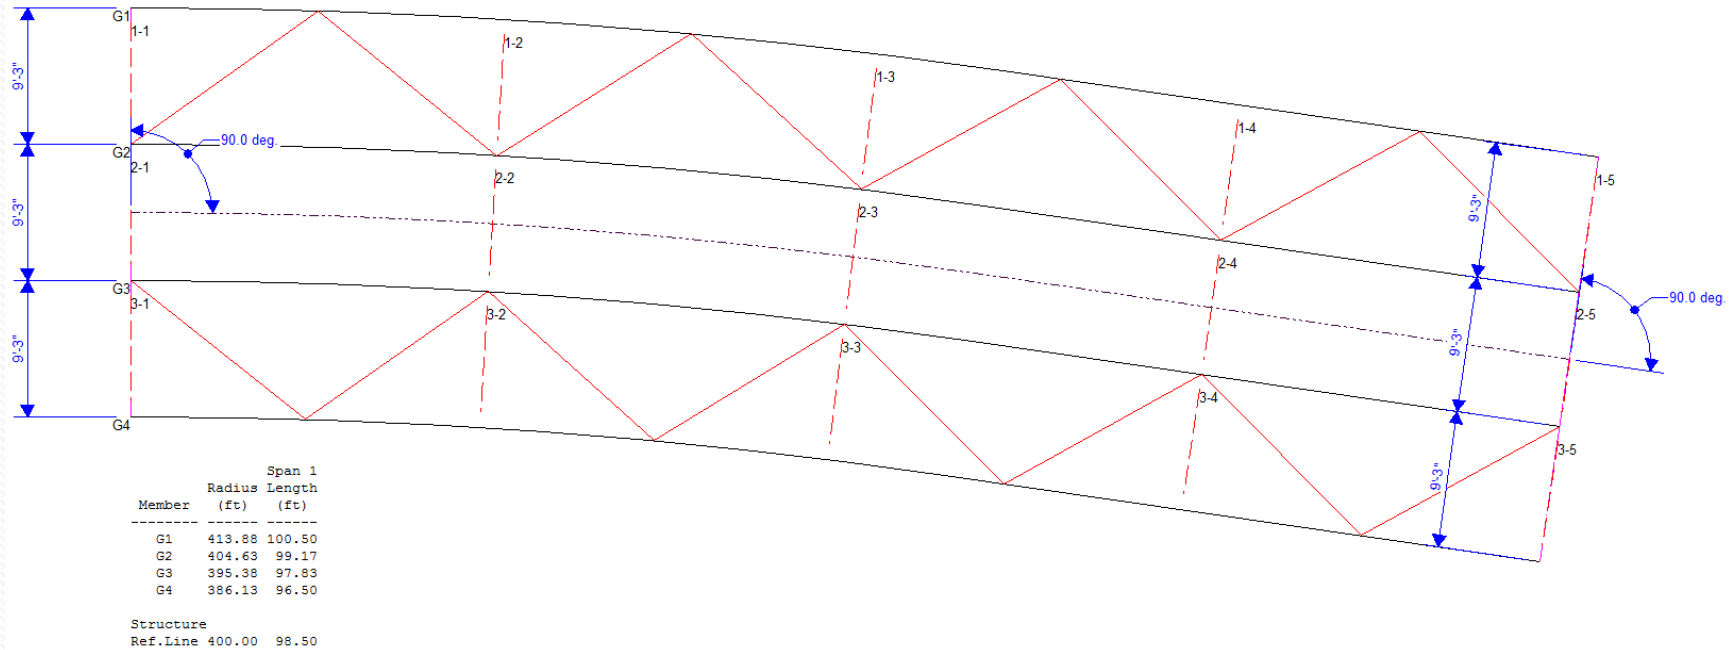 G1
1-1
1-2
1-3
1-4
1-5
9'-3"
90.0 deg.
G2
2-1
2-2
2-3
2-4
2-5
9'-3"
9'-3"
90.0 deg.
G3
3-1
3-2
3-3
3-4
3-5
9'-3"
9'-3"
9'-3"
G4
Span 1
Radius Length
Member (ft) (ft)
-------- ------ ------
G1 413.88 100.50
G2 404.63 99.17
G3 395.38 97.83
G4 386.13 96.50
Structure
Ref.Line 400.00 98.50